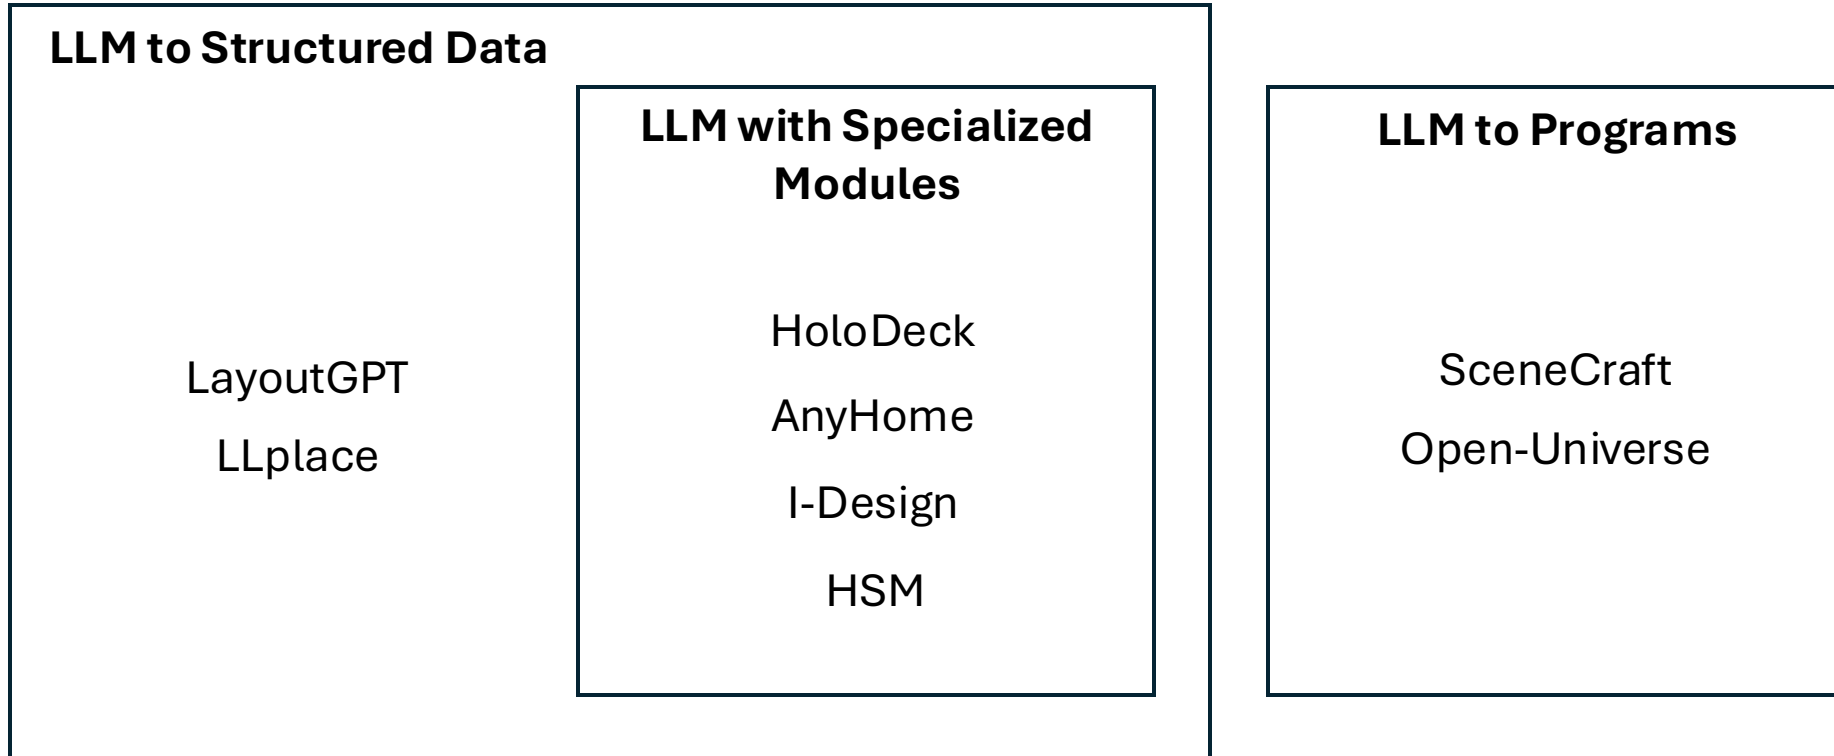 LLM to Structured Data
LayoutGPT
LLplace
LLM with Specialized
Modules
HoloDeck
AnyHome
I-Design
HSM
LLM to Programs
SceneCraft
Open-Universe